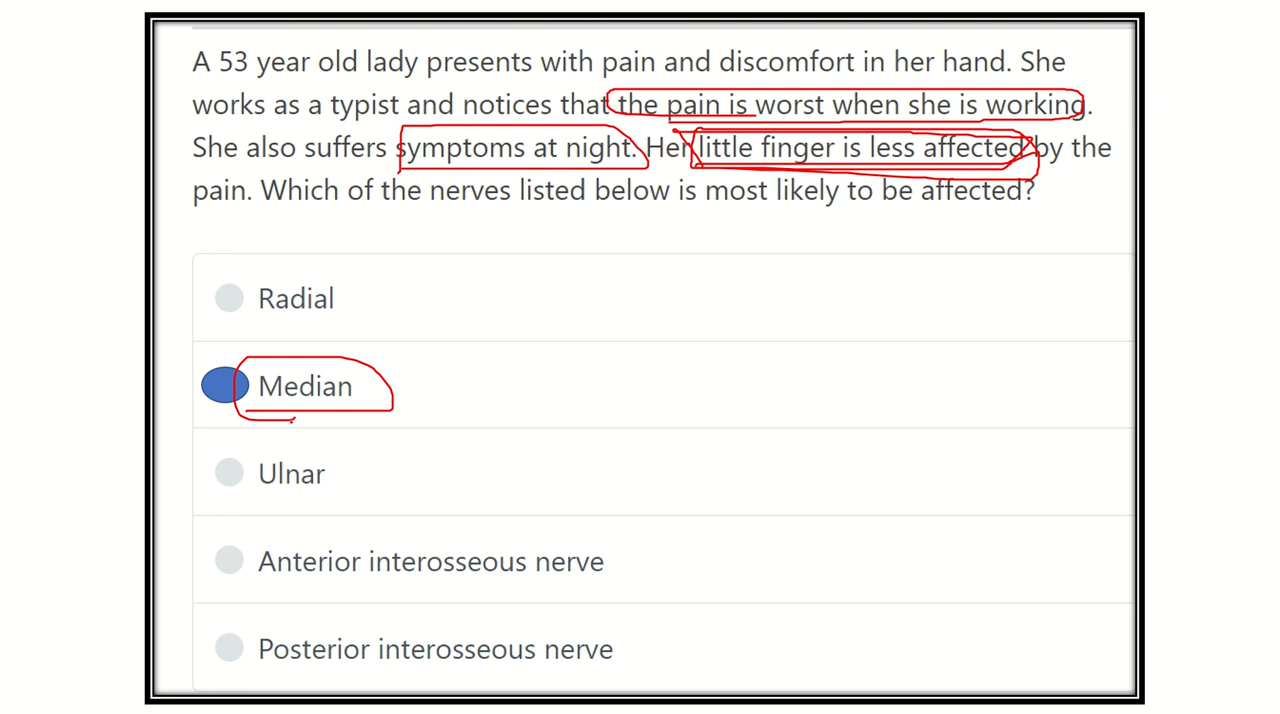 A 53 year old lady presents with pain and discomfort in her hand. She
works as a typist and notices that the pain is worst when she is working.
She also suffers symptoms at night. Her little finger is less affected by the
pain. Which of the nerves listed below is most likely to be affected?
Radial
Median
Ulnar
Anterior interosseous nerve
Posterior interosseous nerve